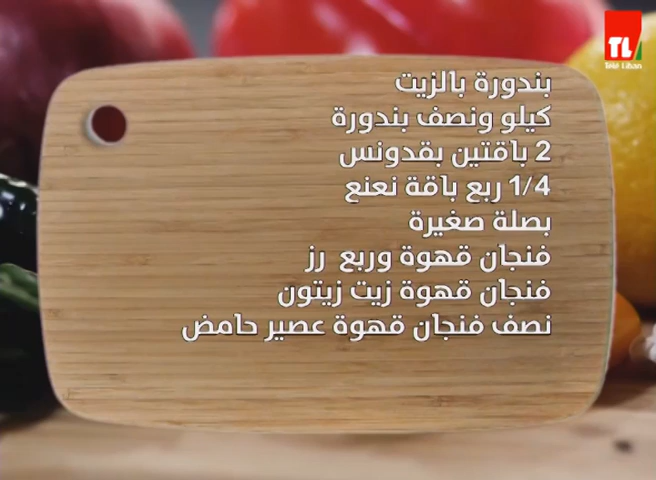 TL
Télé Liban
بندورة بالزيت
كيلو ونصف بندورة
2 باقتين بقدونس
1/4 ربع باقة نعنع
بصلة صغيرة
فنجان قهوة وربع رز
فنجان قهوة زيت زيتون
نصف فنجان قهوة عصير حامض